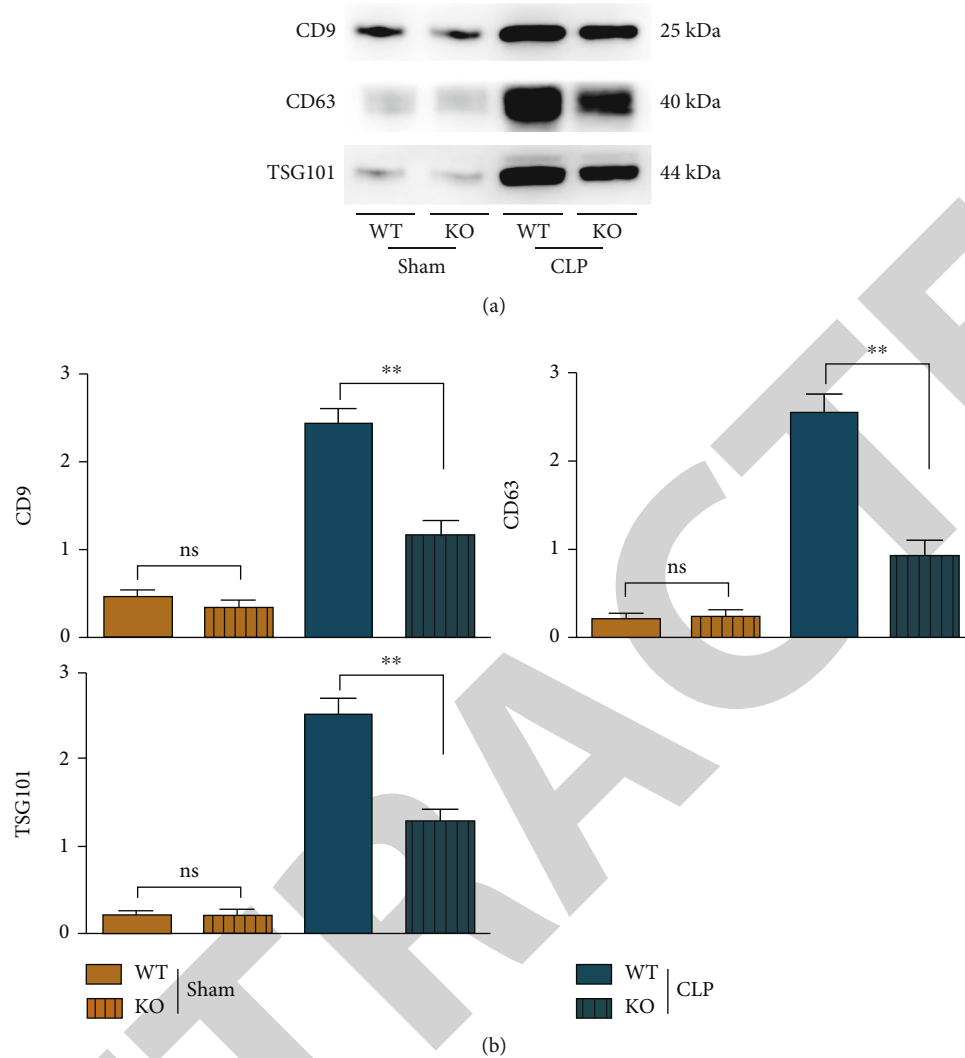 CD9 25 kDa
CD63 40 kDa
TSG101 44 kDa
WT KO WT KO
Sham CLP
(a)
3
2
1
0
CD9
ns
**
3
2
1
0
CD63
ns
**
3
2
1
0
TSG101
ns
**
WT
KO
Sham
WT
KO
CLP
(b)